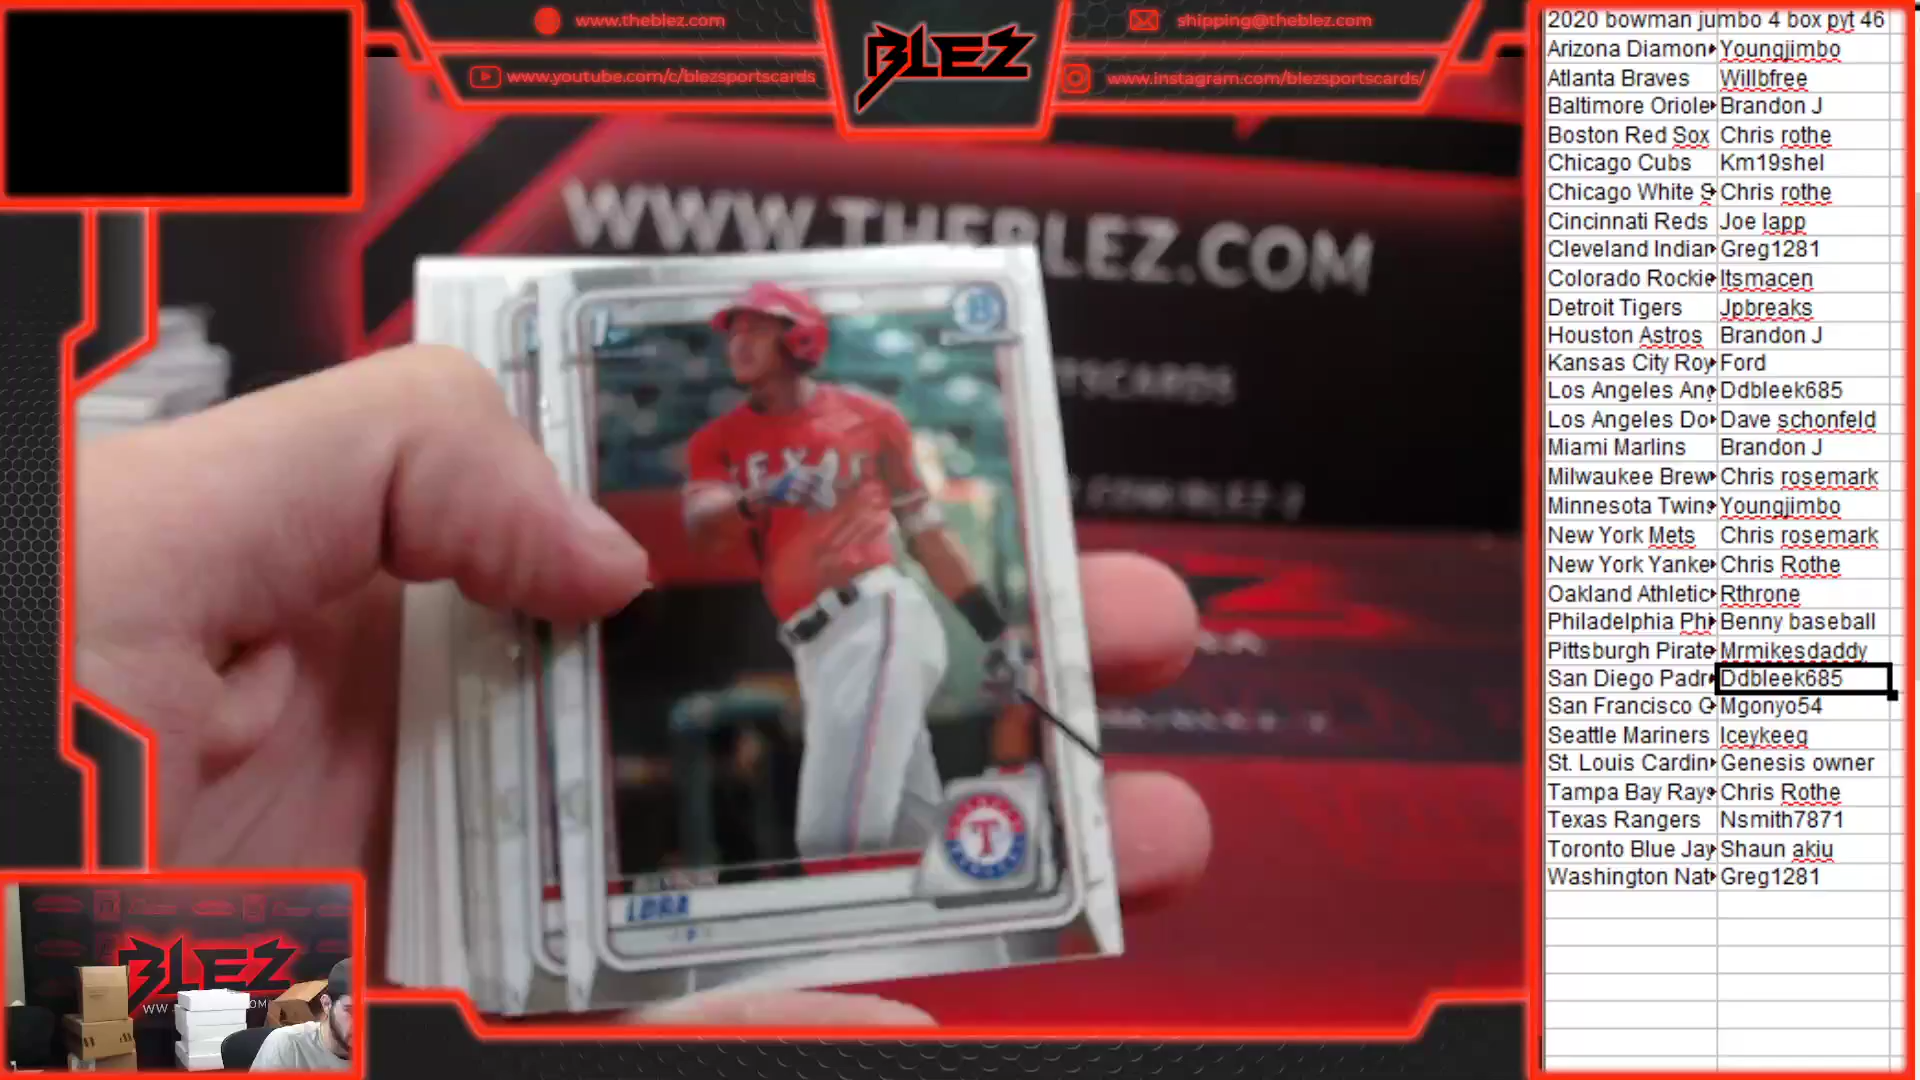 www.theblez.com
www.youtube.com/c/blezsportscards
BLEZ
shipping@theblez.com
www.instagram.com/blezsportscards/
WWW.THEBLEZ.COM
TEXAS
LORA
T
BLEZ
2020 bowman jumbo 4 box pyt 46
Arizona Diamon Youngjimbo
Atlanta Braves Willbfree
Baltimore Oriole Brandon J
Boston Red Sox Chris rothe
Chicago Cubs Km19shel
Chicago White S Chris rothe
Cincinnati Reds Joe lapp
Cleveland Indian Greg1281
Colorado Rockie Itsmacen
Detroit Tigers Jpbreaks
Houston Astros Brandon J
Kansas City Roy Ford
Los Angeles Ang Ddbleek685
Los Angeles Do Dave schonfeld
Miami Marlins Brandon J
Milwaukee Brew Chris rosemark
Minnesota Twins Youngjimbo
New York Mets Chris rosemark
New York Yanke Chris Rothe
Oakland Athletic Rthrone
Philadelphia Phi Benny baseball
Pittsburgh Pirate Mrmikesdaddy
San Diego Padr Ddbleek685
San Francisco G Mgonyo54
Seattle Mariners Iceykeeg
St. Louis Cardin Genesis owner
Tampa Bay Rays Chris Rothe
Texas Rangers Nsmith7871
Toronto Blue Jay Shaun akiu
Washington Nat Greg1281